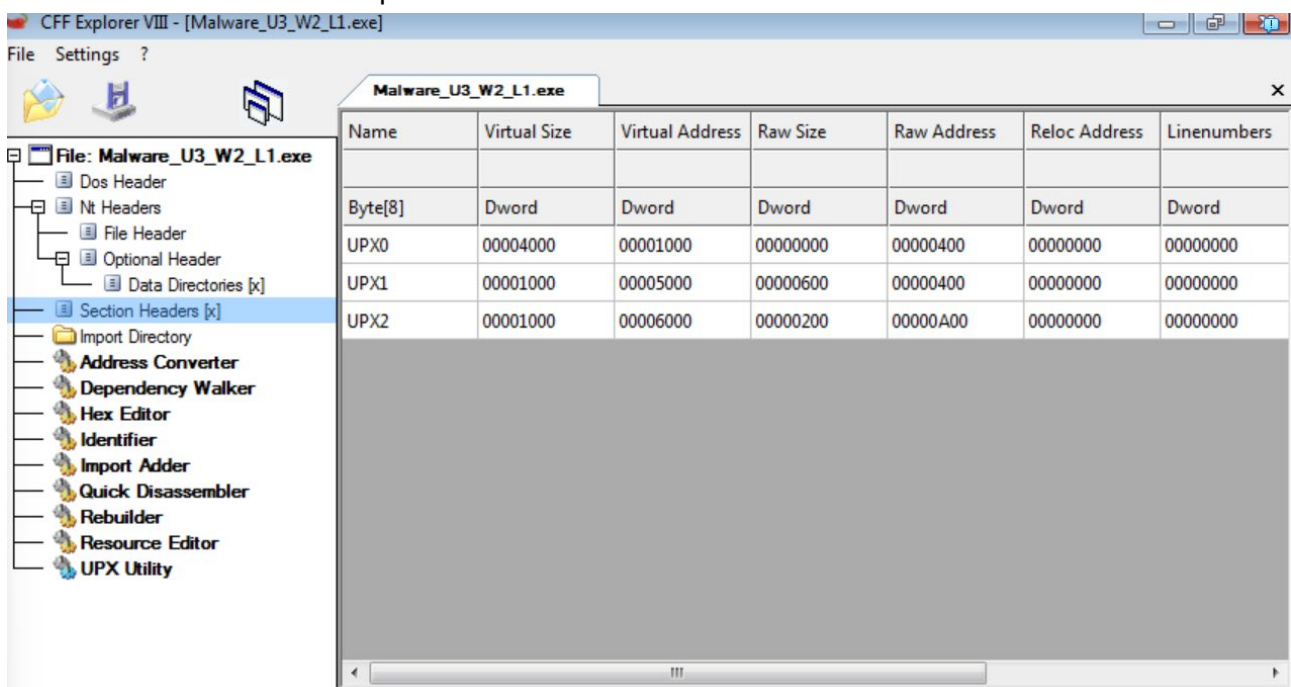 CFF Explorer VIII - [Malware_U3_W2_L1.exe]
File Settings ?
Malware_U3_W2_L1.exe
File: Malware_U3_W2_L1.exe
Dos Header
Nt Headers
File Header
Optional Header
Data Directories [x]
Section Headers [x]
Import Directory
Address Converter
Dependency Walker
Hex Editor
Identifier
Import Adder
Quick Disassembler
Rebuilder
Resource Editor
UPX Utility
Name Virtual Size Virtual Address Raw Size Raw Address Reloc Address Linenumbers
Byte[8] Dword Dword Dword Dword Dword Dword
UPX0 00004000 00001000 00000000 00000400 00000000 00000000
UPX1 00001000 00005000 00000600 00000400 00000000 00000000
UPX2 00001000 00006000 00000200 00000A00 00000000 00000000